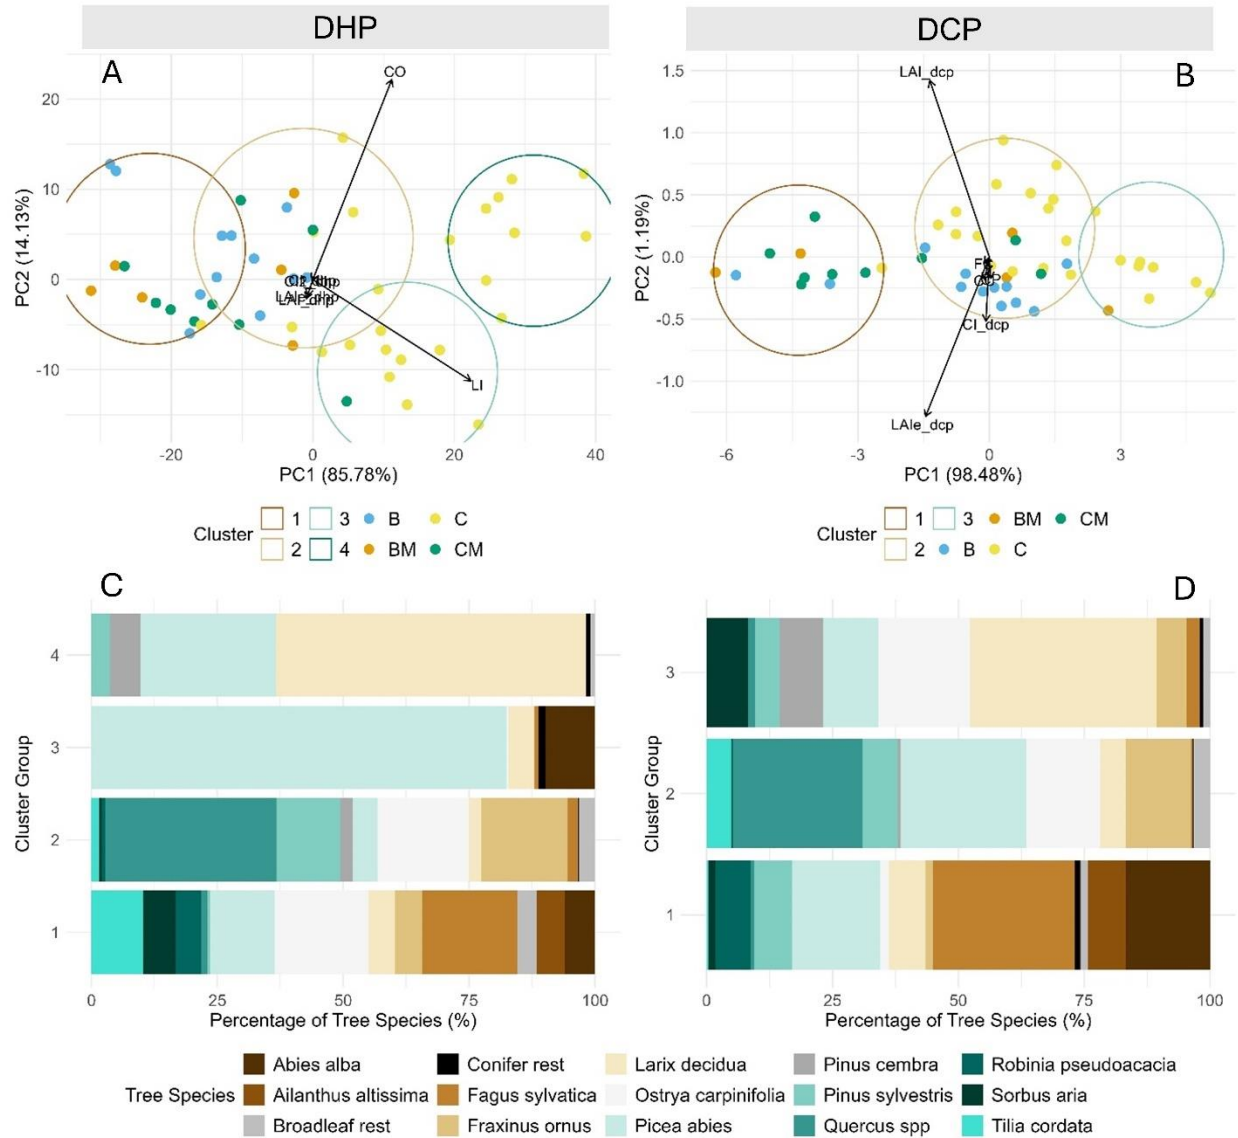 DHP
DCP
A
B
CO
LI
LAI_dcp
CI_dcp
LAIe_dcp
20
10
0
-10
PC2 (14.13%)
-20 0 20 40
PC1 (85.78%)
1.5
1.0
0.5
0.0
-0.5
-1.0
PC2 (1.19%)
-6 -3 0 3
PC1 (98.48%)
Cluster
1 3 B C
2 4 BM CM
Cluster
1 3 BM CM
2 B C
C
D
Cluster Group
4
3
2
1
0 25 50 75 100
Percentage of Tree Species (%)
Cluster Group
3
2
1
0 25 50 75 100
Percentage of Tree Species (%)
Tree Species
Abies alba Conifer rest Larix decidua Pinus cembra Robinia pseudoacacia
Ailanthus altissima Fagus sylvatica Ostrya carpinifolia Pinus sylvestris Sorbus aria
Broadleaf rest Fraxinus ornus Picea abies Quercus spp Tilia cordata